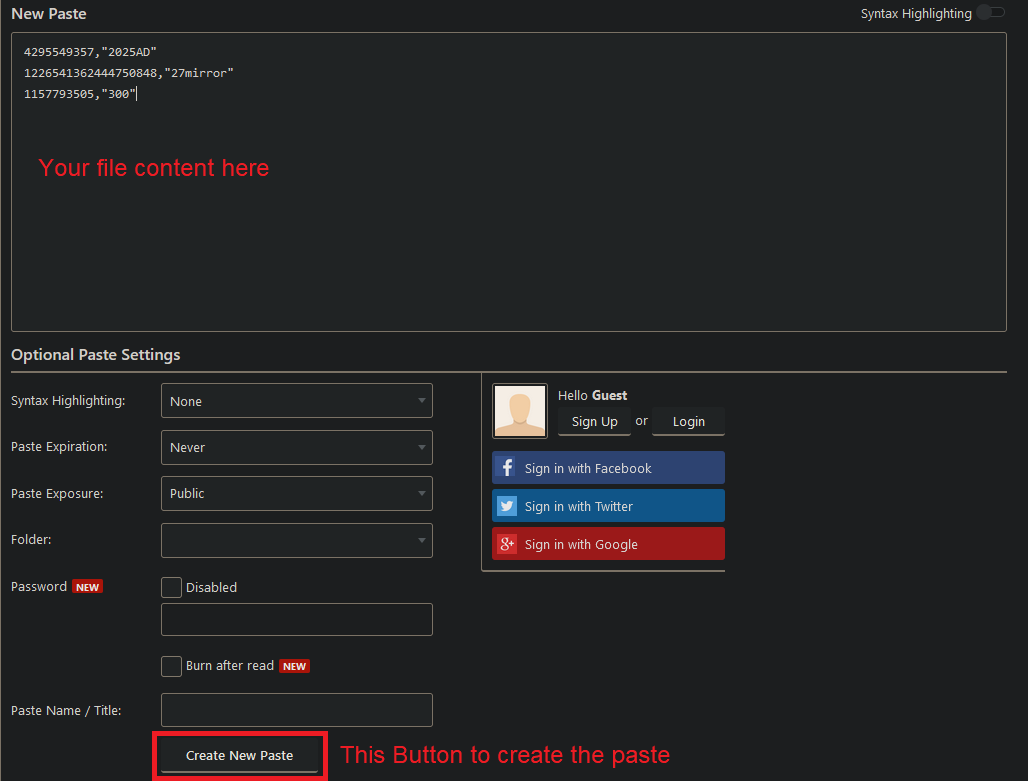 New Paste
Syntax Highlighting
4295549357,"2025AD"
1226541362444750848,"27mirror"
1157793505,"300"
Your file content here
Optional Paste Settings
Syntax Highlighting:
None
Paste Expiration:
Never
Paste Exposure:
Public
Folder:
Password NEW
Disabled
Burn after read NEW
Paste Name / Title:
Create New Paste
This Button to create the paste
Hello Guest
Sign Up or Login
f Sign in with Facebook
Sign in with Twitter
g+ Sign in with Google